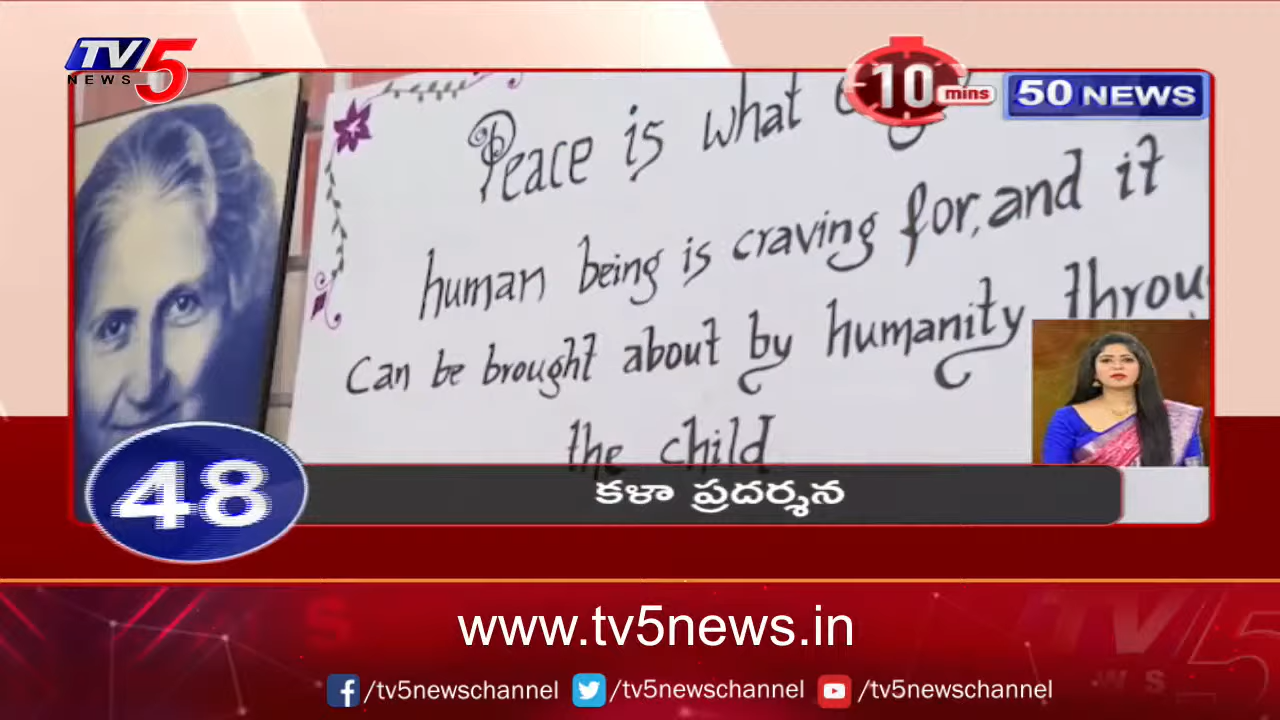 TV5
NEWS
10 mins
50 NEWS
Peace is what
human being is craving for, and it
can be brought about by humanity
the child
48
కళా ప్రదర్శన
www.tv5news.in
/tv5newschannel /tv5newschannel /tv5newschannel